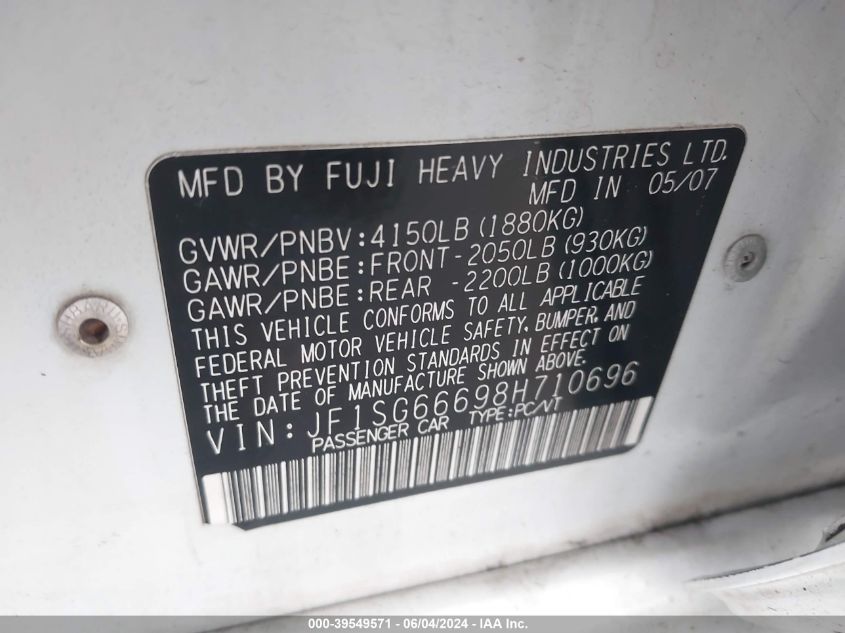 MFD BY FUJI HEAVY INDUSTRIES LTD.
MFD IN 05/07
GVWR/PNBV:4150LB (1880KG)
GAWR/PNBE:FRONT-2050LB (930KG)
GAWR/PNBE:REAR -2200LB (1000KG)
THIS VEHICLE CONFORMS TO ALL APPLICABLE
FEDERAL MOTOR VEHICLE SAFETY, BUMPER, AND
THEFT PREVENTION STANDARDS IN EFFECT ON
THE DATE OF MANUFACTURE SHOWN ABOVE.
VIN: JF1SG66698H710696
PASSENGER CAR TYPE:PC/VT
000-39549571 - 06/04/2024 - IAA Inc.